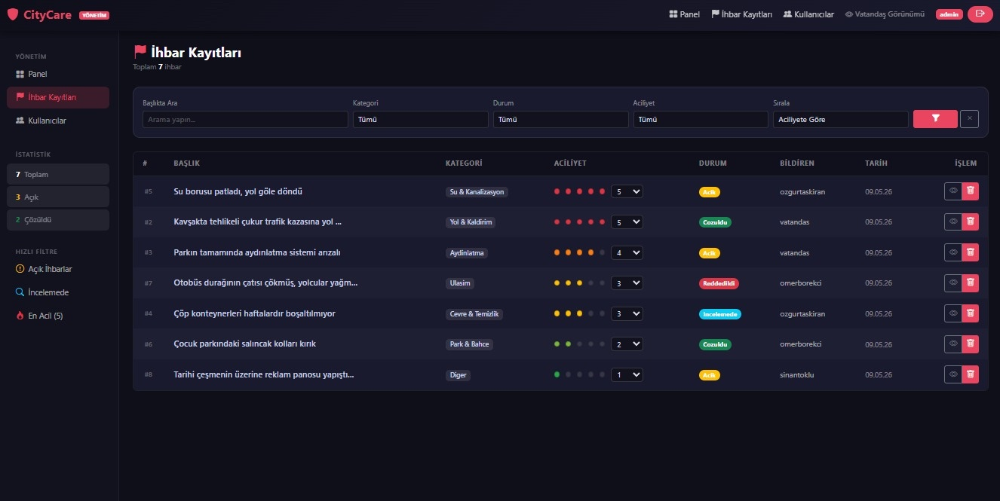 CityCare YÖNETİM
Panel İhbar Kayıtları Kullanıcılar Vatandaş Görünümü admin
YÖNETİM
Panel
İhbar Kayıtları
Kullanıcılar
İSTATİSTİK
7 Toplam
3 Açık
2 Çözüldü
HIZLI FİLTRE
Açık İhbarlar
İncelemede
En Acil (5)
İhbar Kayıtları
Toplam 7 ihbar
Başlıkta Ara Kategori Durum Aciliyet Sırala
Arama yapın... Tümü Tümü Tümü Aciliyete Göre
# BAŞLIK KATEGORİ ACİLİYET DURUM BİLDİREN TARİH İŞLEM
#5 Su borusu patladı, yol göle döndü Su & Kanalizasyon 5 Acik ozgurtaskiran 09.05.26
#2 Kavşakta tehlikeli çukur trafik kazasına yol ... Yol & Kaldirim 5 Cozuldu vatandas 09.05.26
#3 Parkın tamamında aydınlatma sistemi arızalı Aydinlatma 4 Acik vatandas 09.05.26
#7 Otobüs durağının çatısı çökmüş, yolcular yağm... Ulasim 3 Reddedildi omerborekci 09.05.26
#4 Çöp konteynerleri haftalardır boşaltılmıyor Cevre & Temizlik 3 Incelemede ozgurtaskiran 09.05.26
#6 Çocuk parkındaki salıncak kolları kırık Park & Bahce 2 Cozuldu omerborekci 09.05.26
#8 Tarihi çeşmenin üzerine reklam panosu yapıştı... Diger 1 Acik sinantoklu 09.05.26